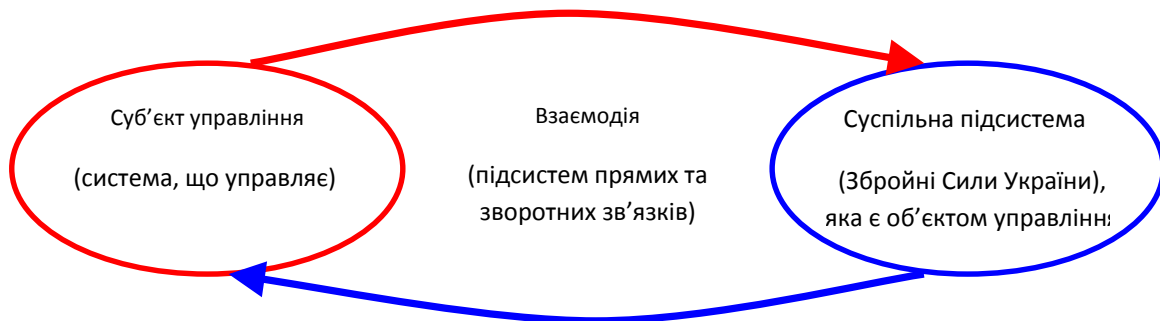 Суб’єкт управління
(система, що управляє)
Взаємодія
(підсистем прямих та
зворотних зв’язків)
Суспільна підсистема
(Збройні Сили України),
яка є об’єктом управління